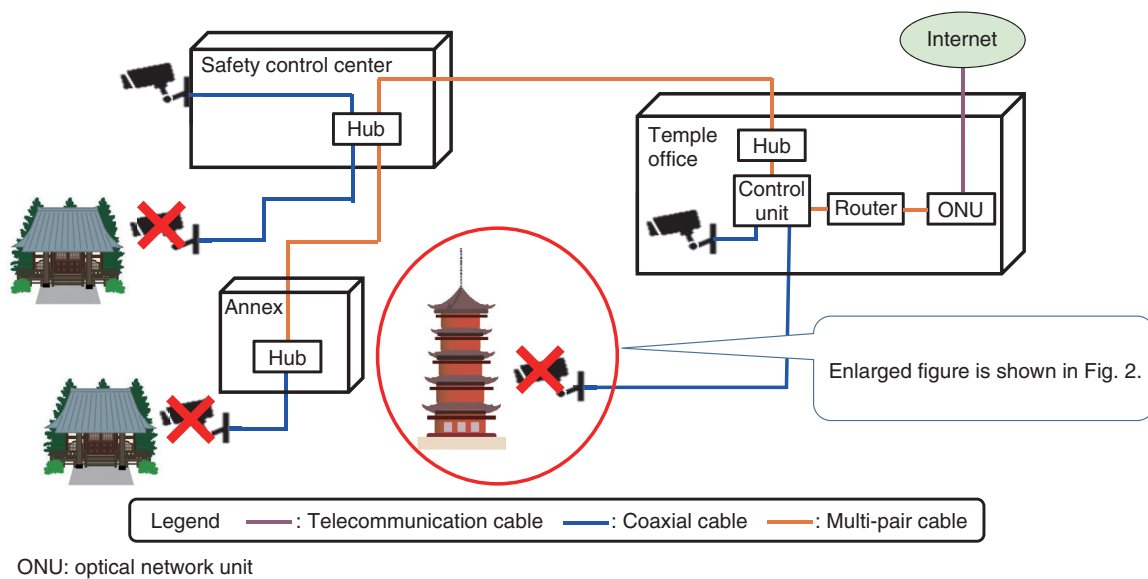 Internet
Safety control center
Hub
Temple
office
Hub
Control
unit
Router
ONU
Annex
Hub
Enlarged figure is shown in Fig. 2.
Legend : Telecommunication cable : Coaxial cable : Multi-pair cable
ONU: optical network unit